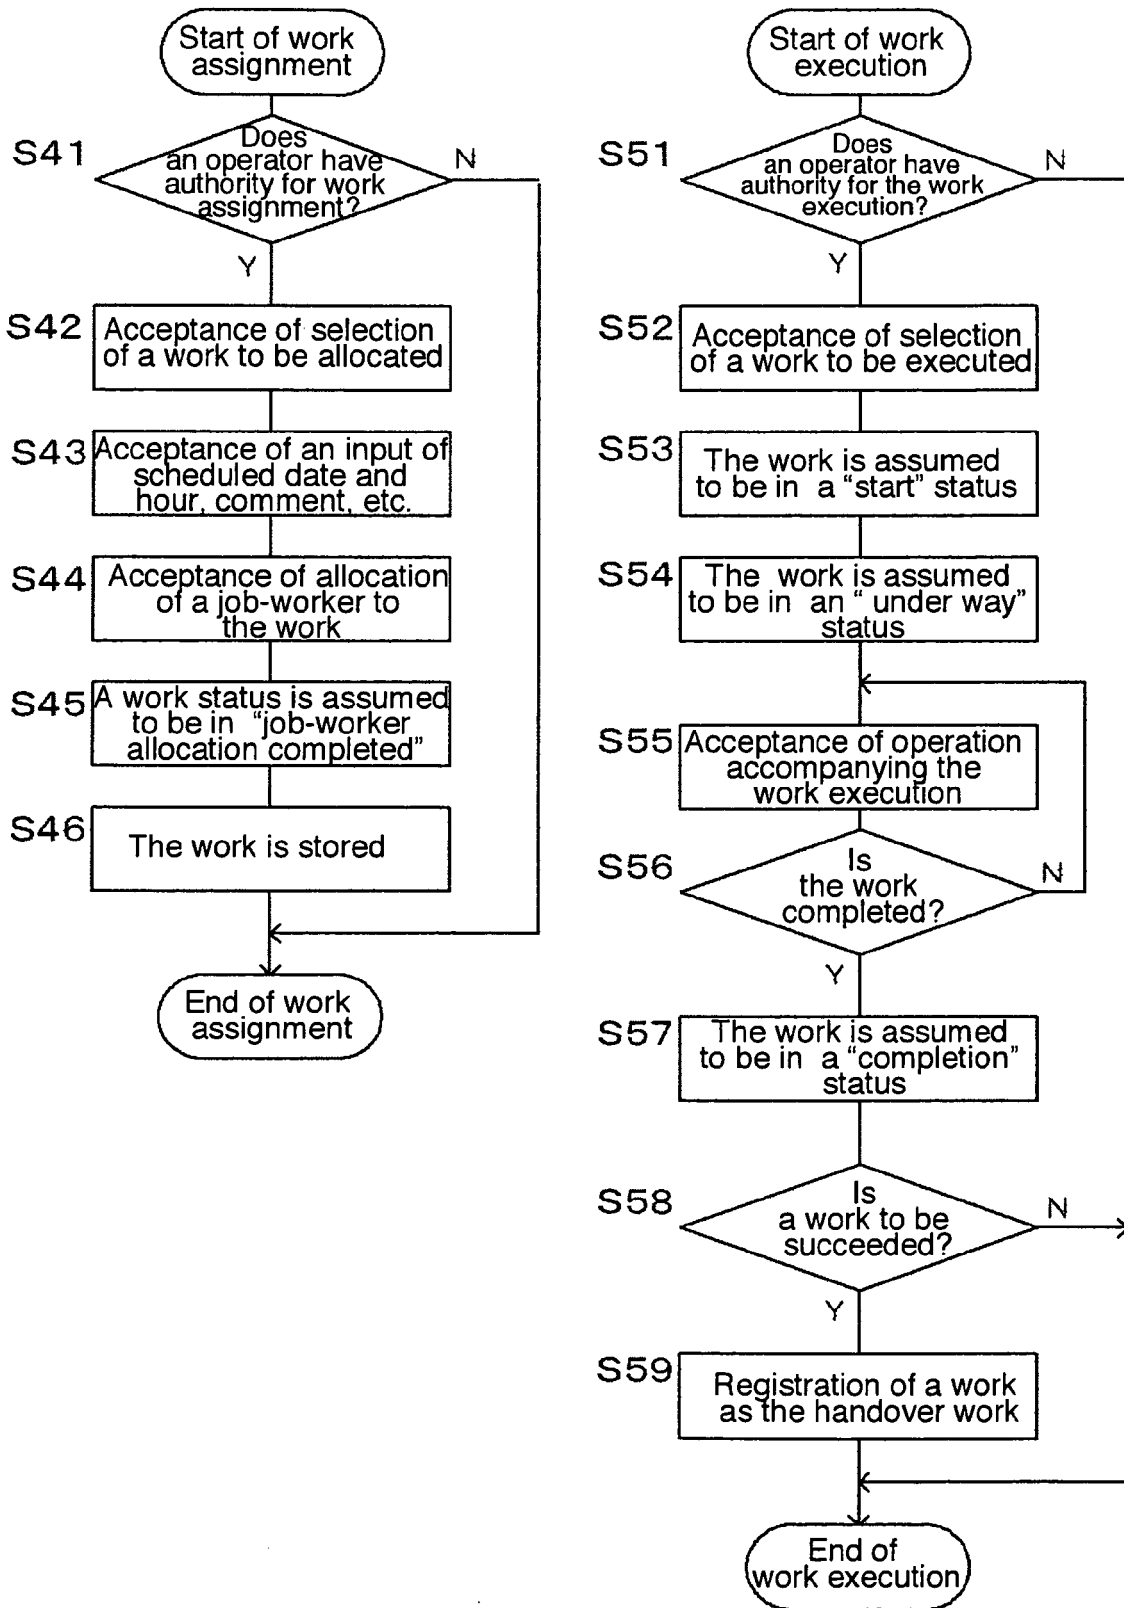 Start of work
assignment
S41
Does
an operator have
authority for work
assignment?
N
Y
S42
Acceptance of selection
of a work to be allocated
S43
Acceptance of an input of
scheduled date and
hour, comment, etc.
S44
Acceptance of allocation
of a job-worker to
the work
S45
A work status is assumed
to be in “job-worker
allocation completed”
S46
The work is stored
End of work
assignment
Start of work
execution
S51
Does
an operator have
authority for the work
execution?
N
Y
S52
Acceptance of selection
of a work to be executed
S53
The work is assumed
to be in a “start” status
S54
The work is assumed
to be in an “ under way”
status
S55
Acceptance of operation
accompanying the
work execution
S56
Is
the work
completed?
N
Y
S57
The work is assumed
to be in a “completion”
status
S58
Is
a work to be
succeeded?
N
Y
S59
Registration of a work
as the handover work
End of
work execution